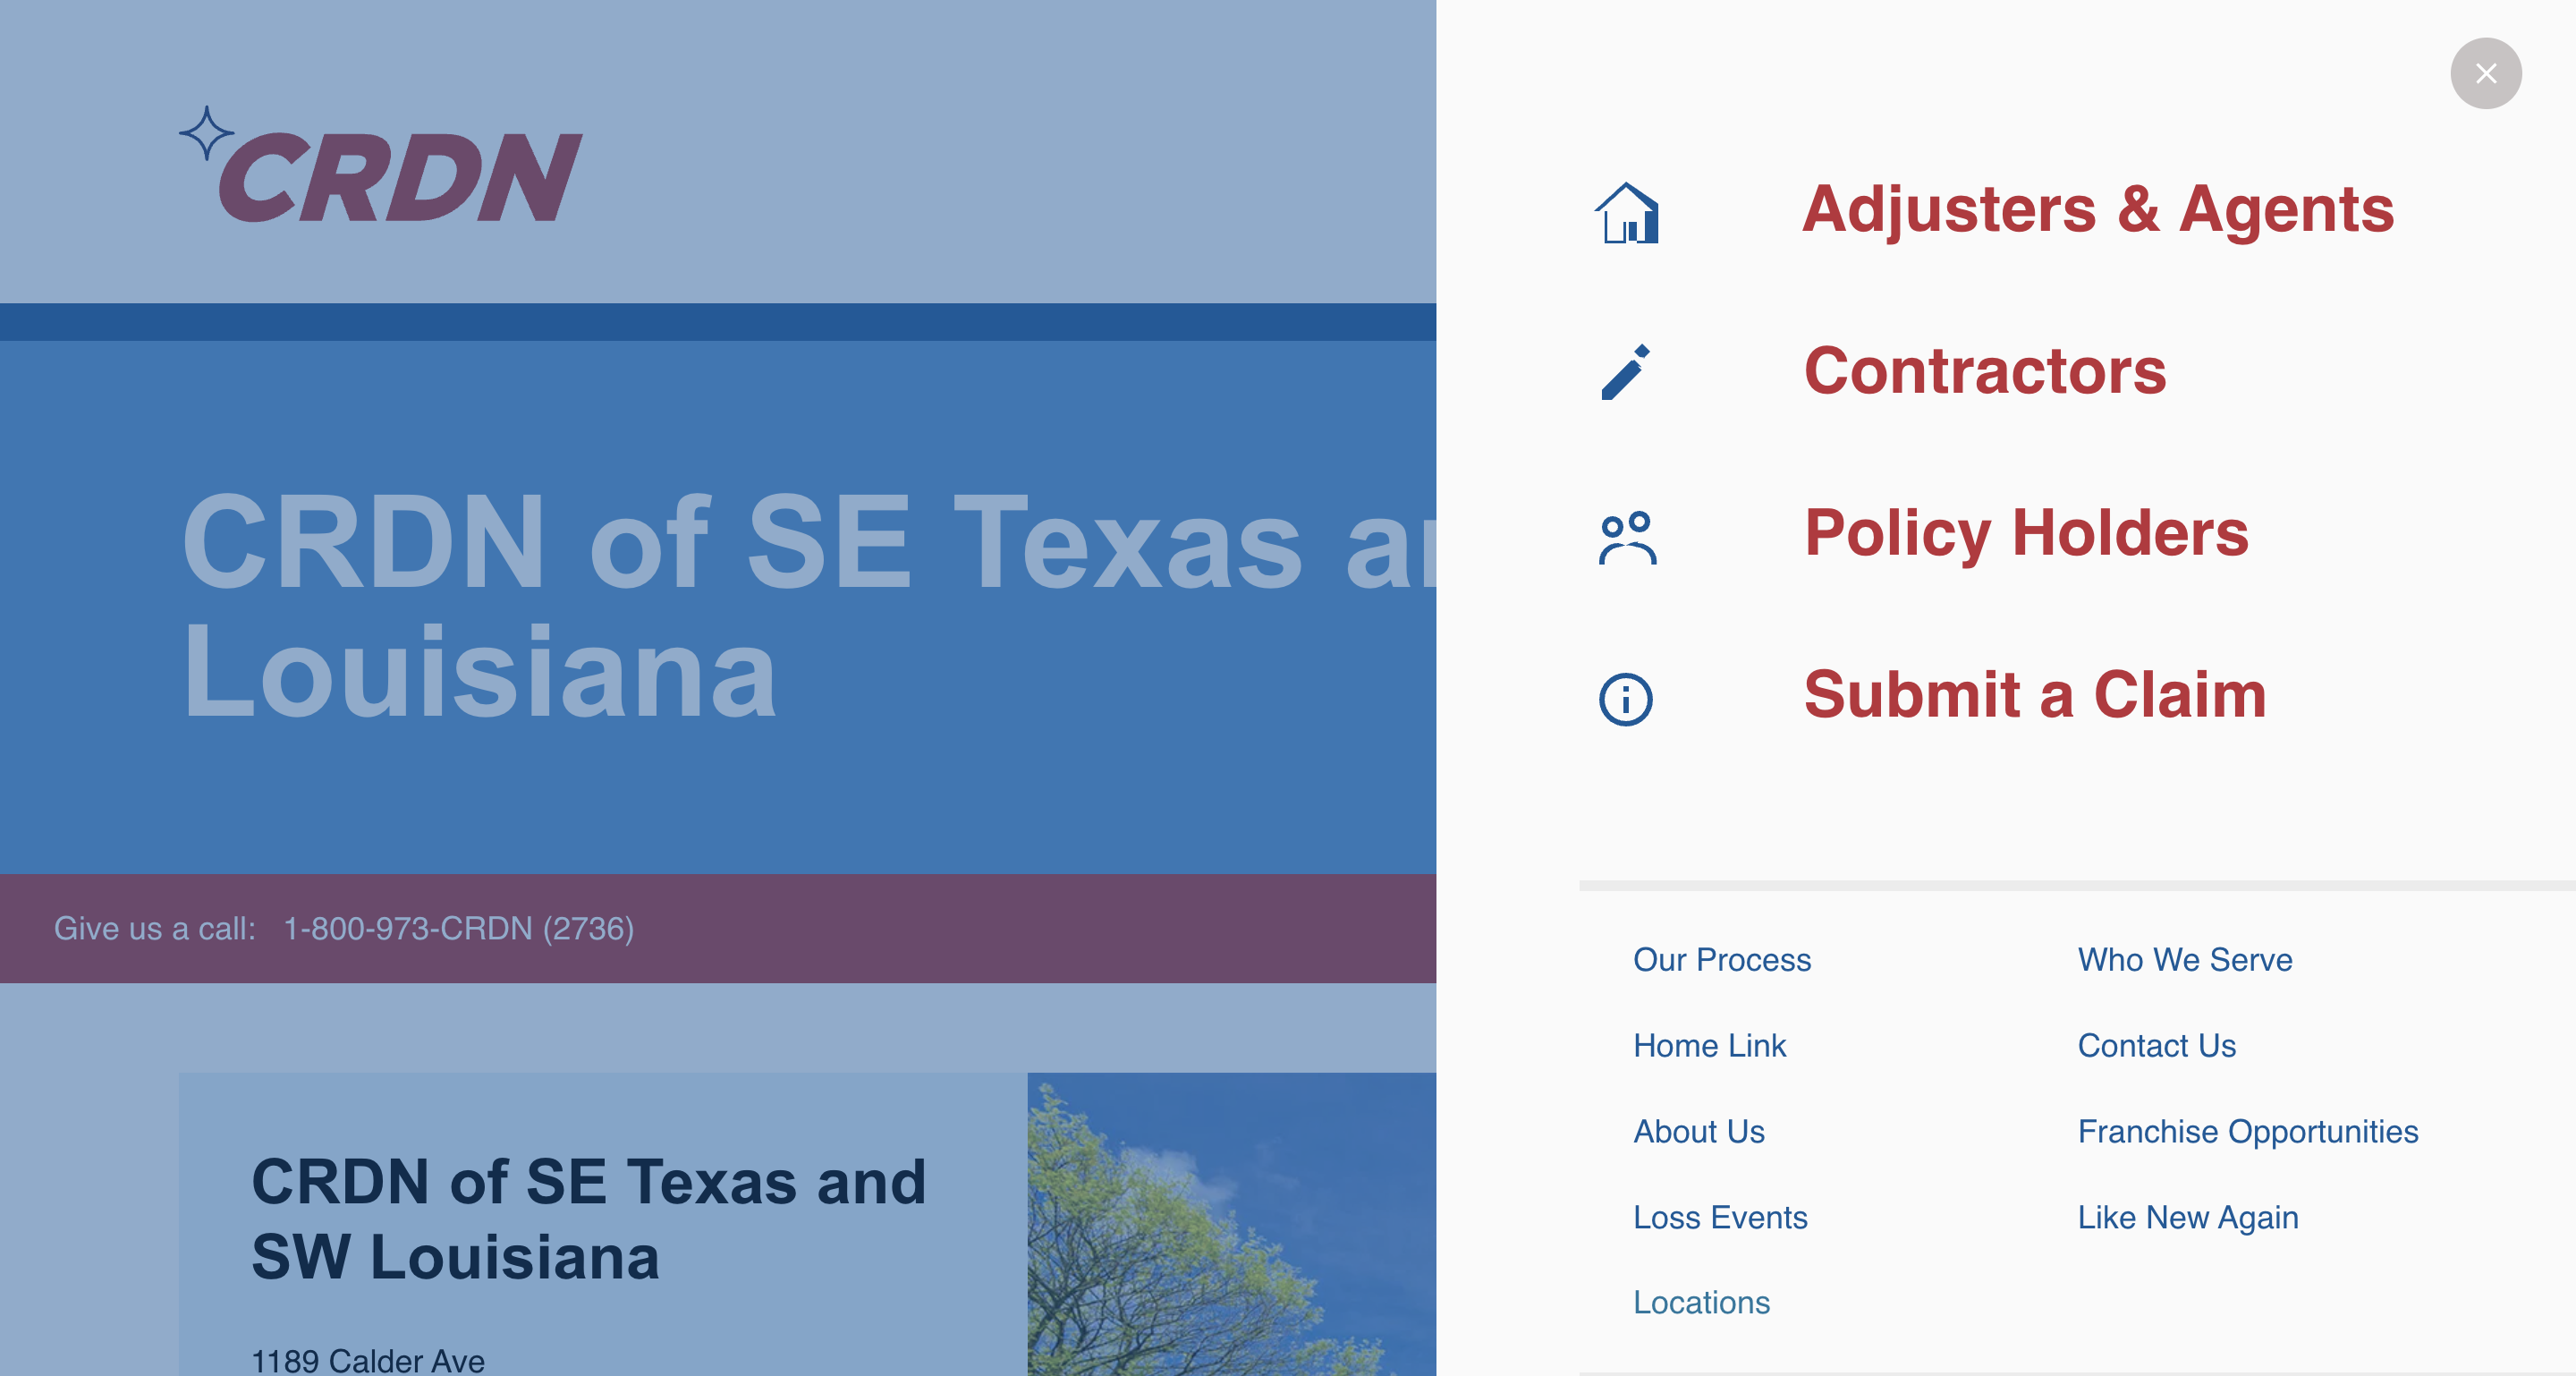 CRDN
CRDN of SE Texas
Louisiana
Give us a call: 1-800-973-CRDN (2736)
CRDN of SE Texas and
SW Louisiana
1189 Calder Ave
Adjusters & Agents
Contractors
Policy Holders
Submit a Claim
Our Process
Who We Serve
Home Link
Contact Us
About Us
Franchise Opportunities
Loss Events
Like New Again
Locations